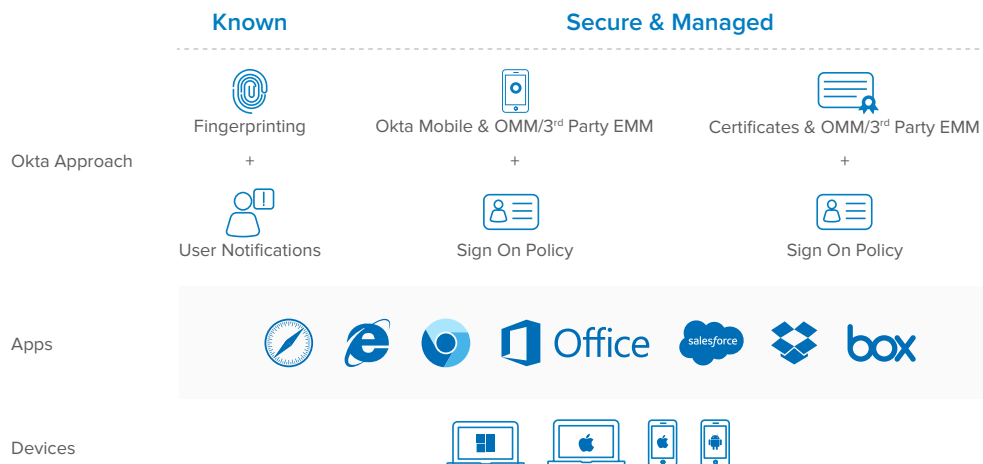 Known Secure & Managed
Fingerprinting Okta Mobile & OMM/3rd Party EMM Certificates & OMM/3rd Party EMM
Okta Approach + + +
!
User Notifications Sign On Policy Sign On Policy
Apps Office salesforce box
Devices